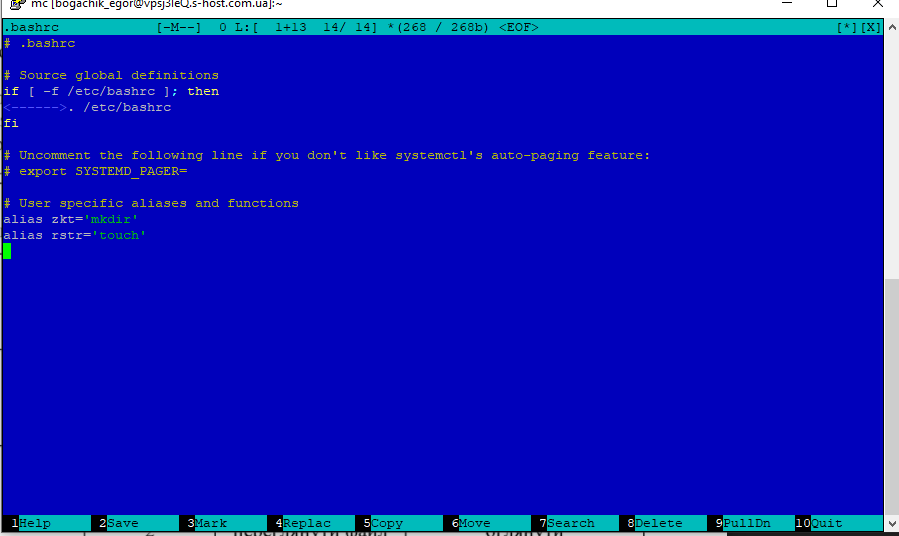 mc [bogachik_egor@vpsj3IeQ.s-host.com.ua]:~
.bashrc [-M--] 0 L:[ 1+13 14/ 14] *(268 / 268b) <EOF> [*][X]
# .bashrc
# Source global definitions
if [ -f /etc/bashrc ]; then
<------>. /etc/bashrc
fi
# Uncomment the following line if you don't like systemctl's auto-paging feature:
# export SYSTEMD_PAGER=
# User specific aliases and functions
alias zkt='mkdir'
alias rstr='touch'
1Help 2Save 3Mark 4Replac 5Copy 6Move 7Search 8Delete 9PullDn 10Quit